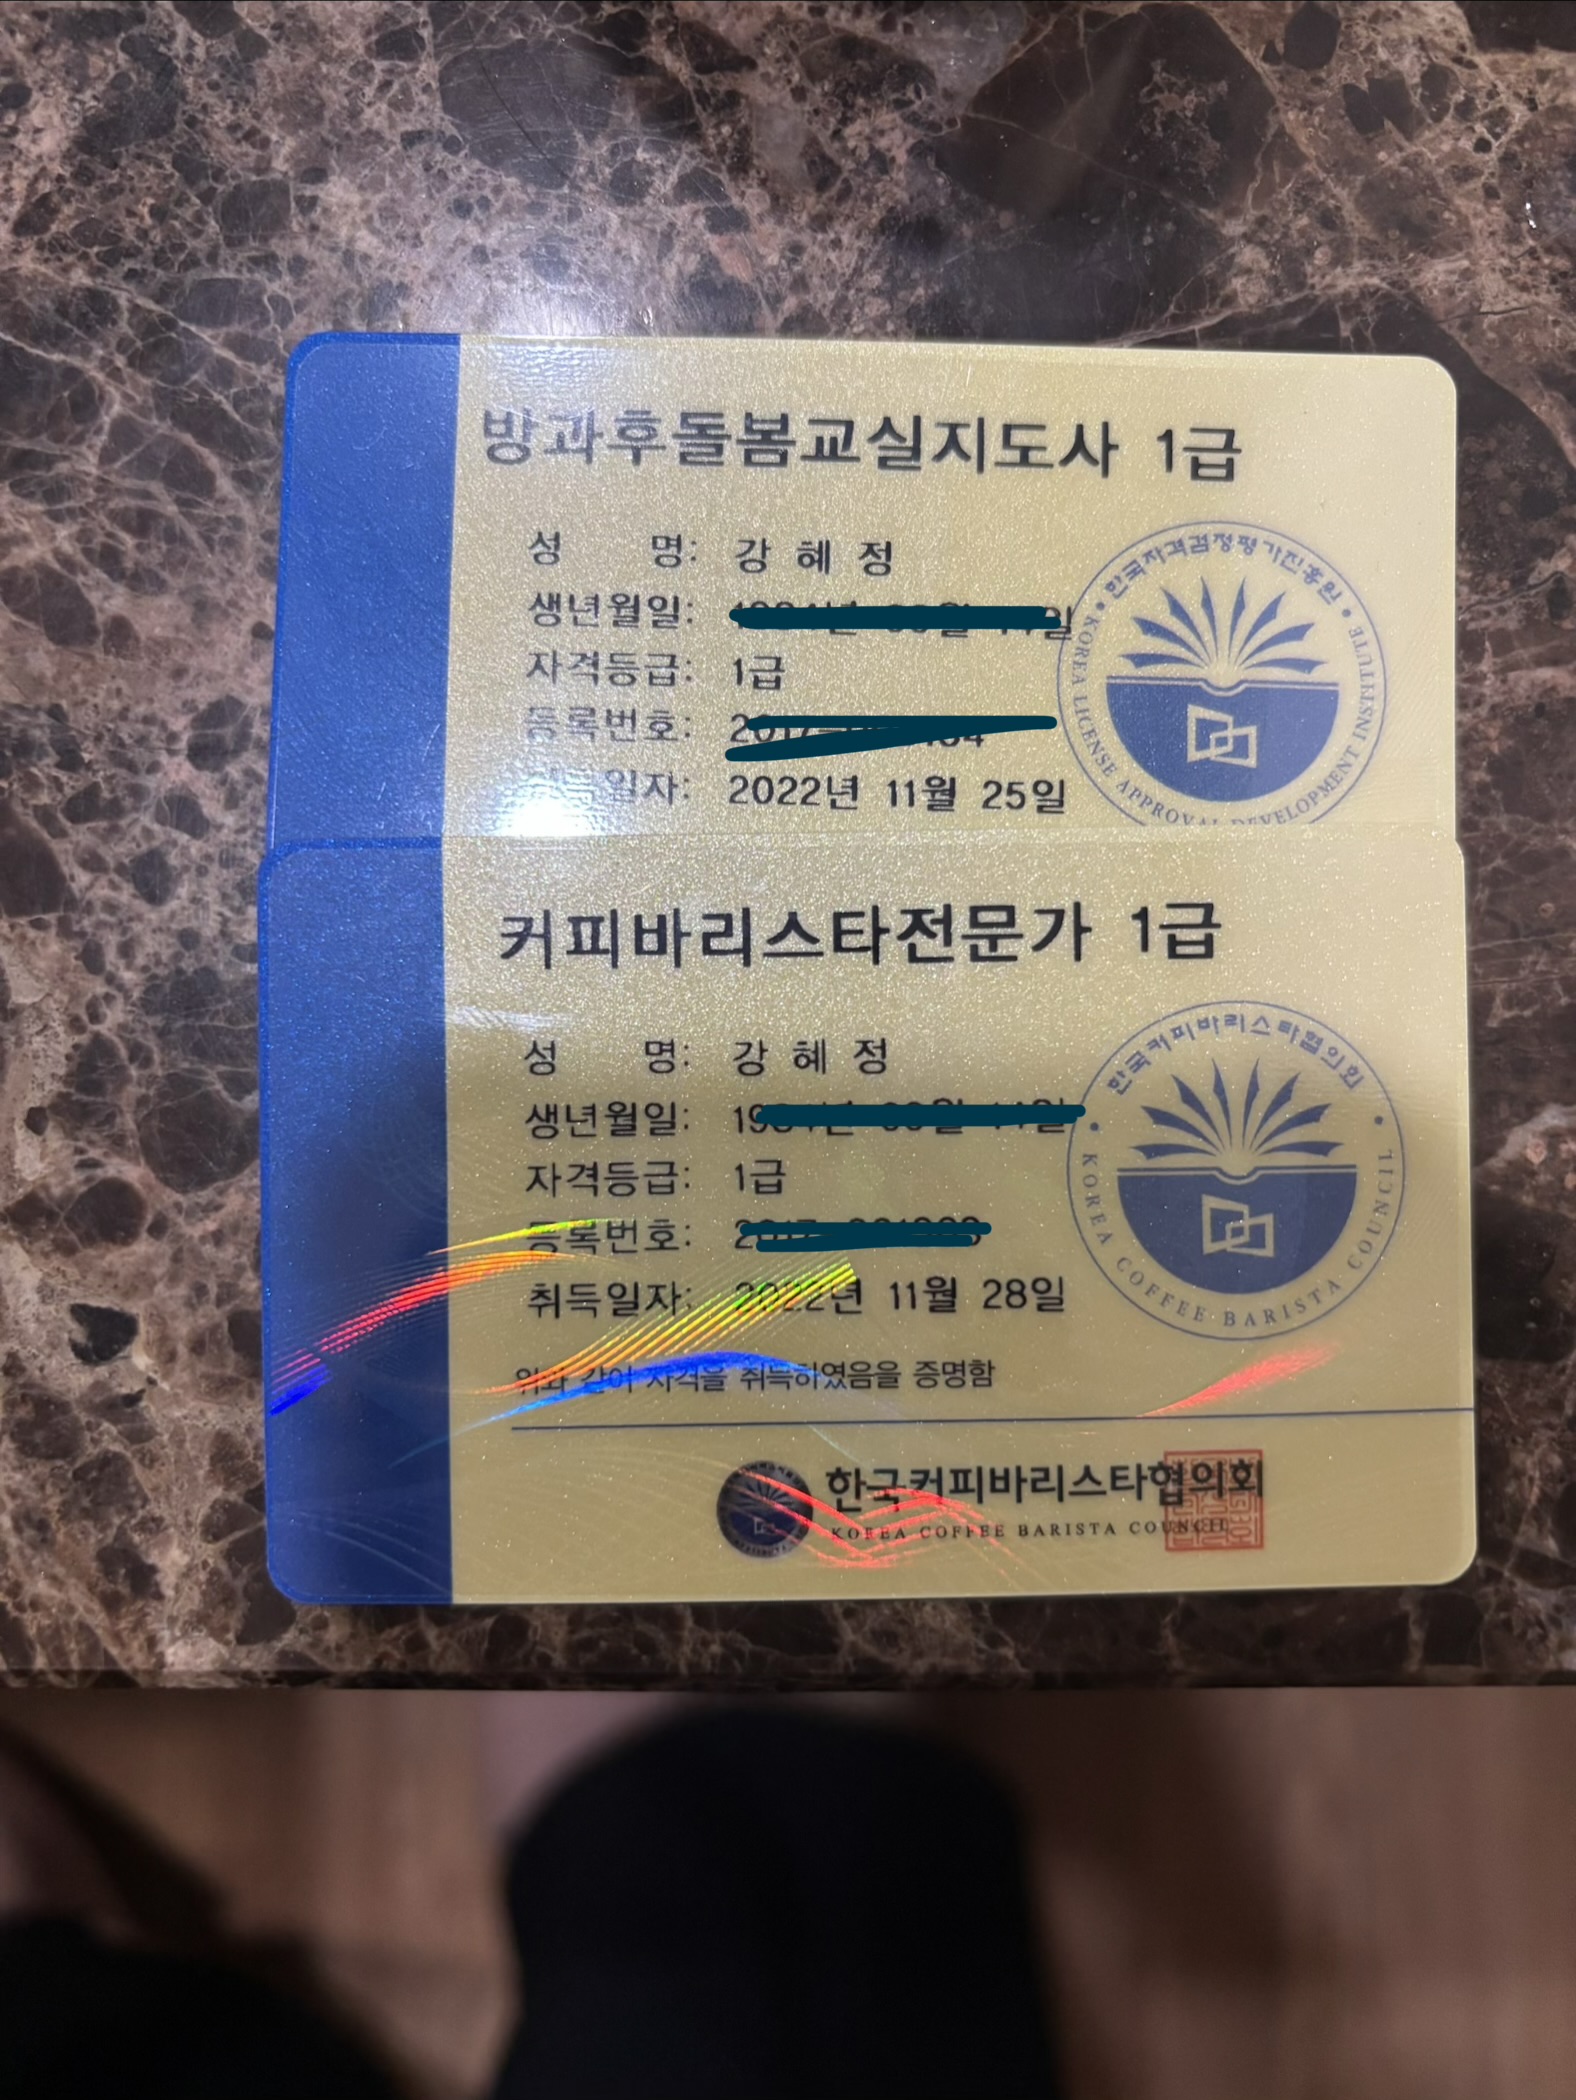 방과후돌봄교실지도사 1급
성 명: 강 혜 정
생년월일:
자격등급: 1급
등록번호:
일자: 2022년 11월 25일
한국자격검정평가진흥원
KOREA LICENSE APPROVAL DEVELOPMENT INSTITUTE
커피바리스타전문가 1급
성 명: 강 혜 정
생년월일:
자격등급: 1급
등록번호:
취득일자: 2022년 11월 28일
한국커피바리스타협의회
KOREA COFFEE BARISTA COUNCIL
위와 같이 자격을 취득하였음을 증명함
한국커피바리스타협의회
KOREA COFFEE BARISTA COUNCIL